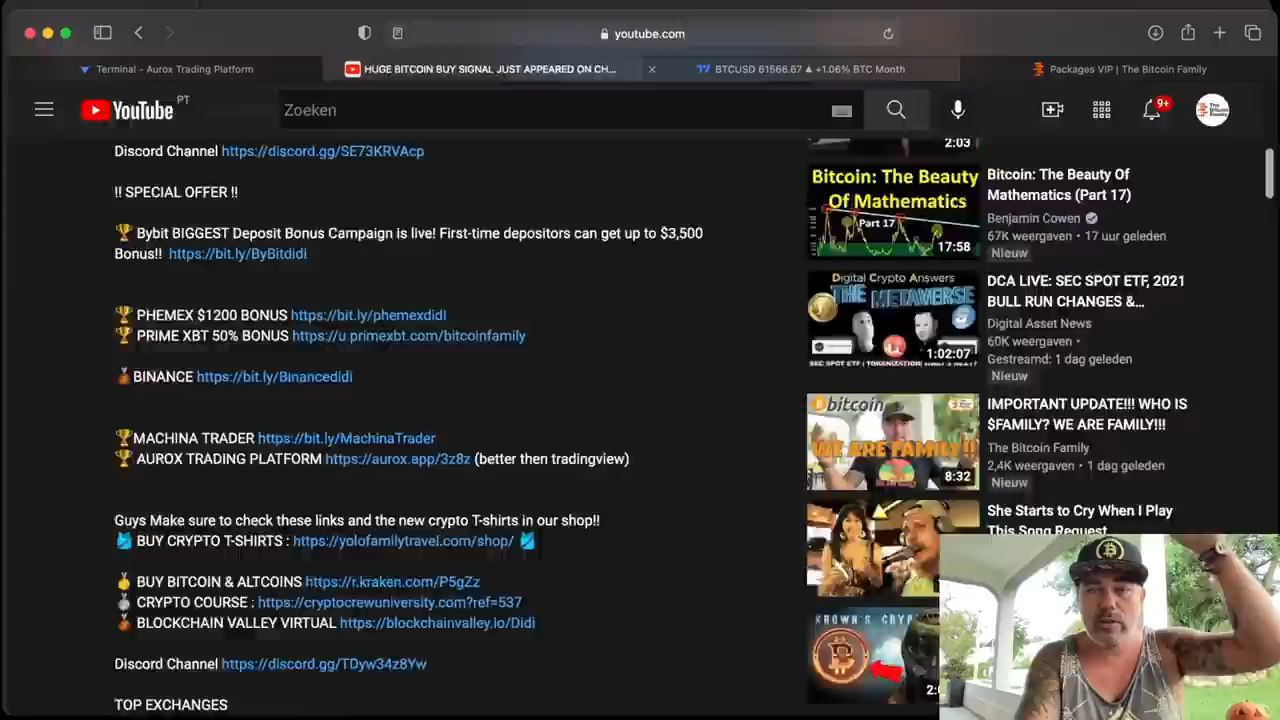 youtube.com
Terminal - Aurox Trading Platform
HUGE BITCOIN BUY SIGNAL JUST APPEARED ON CH...
BTCUSD 61566.67 ▲ +1.06% BTC Month
Packages VIP | The Bitcoin Family
YouTube PT
Zoeken
9+
Discord Channel https://discord.gg/SE73KRVAcp
!! SPECIAL OFFER !!
🏆 Bybit BIGGEST Deposit Bonus Campaign is live! First-time depositors can get up to $3,500
Bonus!! https://bit.ly/ByBitdidi
🏆 PHEMEX $1200 BONUS https://bit.ly/phemexdidI
🏆 PRIME XBT 50% BONUS https://u.primexbt.com/bitcoinfamily
🥉BINANCE https://bit.ly/BinancedIdi
🏆MACHINA TRADER https://bit.ly/MachinaTrader
🏆 AUROX TRADING PLATFORM https://aurox.app/3z8z (better then tradingview)
Guys Make sure to check these links and the new crypto T-shirts in our shop!!
🎽 BUY CRYPTO T-SHIRTS : https://yolofamilytravel.com/shop/ 🎽
🥇 BUY BITCOIN & ALTCOINS https://r.kraken.com/P5gZz
🥈 CRYPTO COURSE : https://cryptocrewuniversity.com?ref=537
🥉 BLOCKCHAIN VALLEY VIRTUAL https://blockchainvalley.io/Didi
Discord Channel https://discord.gg/TDyw34z8Yw
TOP EXCHANGES
2:03
Bitcoin: The Beauty
Of Mathematics
Part 17
17:58
Bitcoin: The Beauty Of
Mathematics (Part 17)
Benjamin Cowen
67K weergaven • 17 uur geleden
Nieuw
Digital Crypto Answers
THE METAVERSE
1:02:07
DCA LIVE: SEC SPOT ETF, 2021
BULL RUN CHANGES &...
Digital Asset News
60K weergaven •
Gestreamd: 1 dag geleden
Nieuw
bitcoin
WE ARE FAMILY!!
8:32
IMPORTANT UPDATE!!! WHO IS
$FAMILY? WE ARE FAMILY!!!
The Bitcoin Family
2,4K weergaven • 1 dag geleden
Nieuw
She Starts to Cry When I Play
This Song Request
KROWN'S CRYP